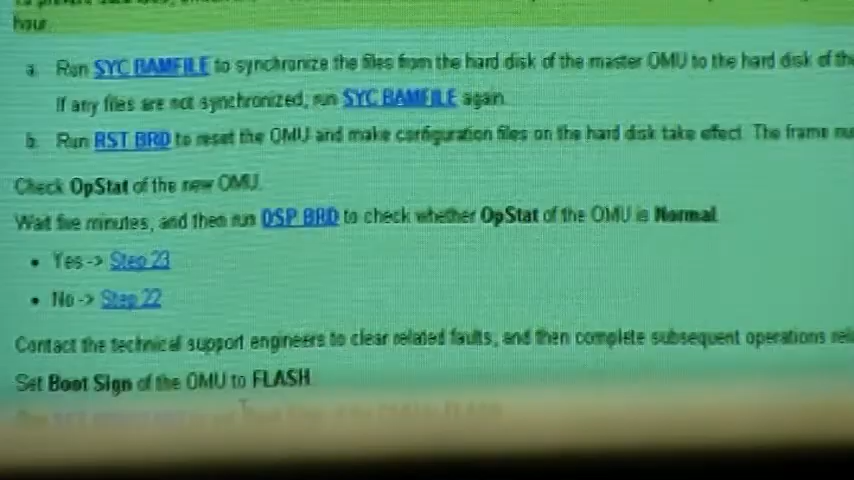 hour.
a. Run SYC BAMFILE to synchronize the files from the hard disk of the master OMU to the hard disk of the
If any files are not synchronized, run SYC BAMFILE again.
b. Run RST BRD to reset the OMU and make configuration files on the hard disk take effect. The frame nu
Check OpStat of the new OMU.
Wait five minutes, and then run DSP BRD to check whether OpStat of the OMU is Normal.
• Yes -> Step 23
• No -> Step 22
Contact the technical support engineers to clear related faults, and then complete subsequent operations rel
Set Boot Sign of the OMU to FLASH.